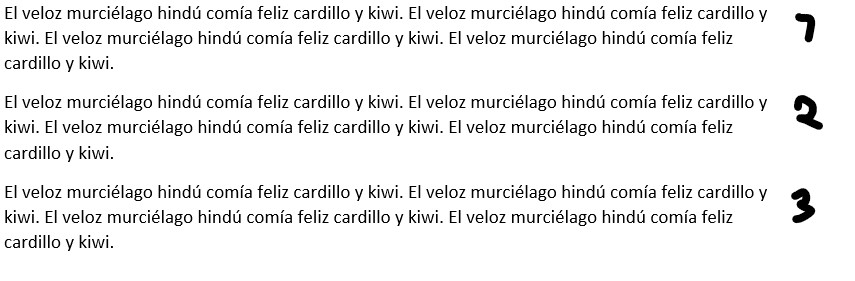 El veloz murciélago hindú comía feliz cardillo y kiwi. El veloz murciélago hindú comía feliz cardillo y
kiwi. El veloz murciélago hindú comía feliz cardillo y kiwi. El veloz murciélago hindú comía feliz
cardillo y kiwi.
1
El veloz murciélago hindú comía feliz cardillo y kiwi. El veloz murciélago hindú comía feliz cardillo y
kiwi. El veloz murciélago hindú comía feliz cardillo y kiwi. El veloz murciélago hindú comía feliz
cardillo y kiwi.
2
El veloz murciélago hindú comía feliz cardillo y kiwi. El veloz murciélago hindú comía feliz cardillo y
kiwi. El veloz murciélago hindú comía feliz cardillo y kiwi. El veloz murciélago hindú comía feliz
cardillo y kiwi.
3